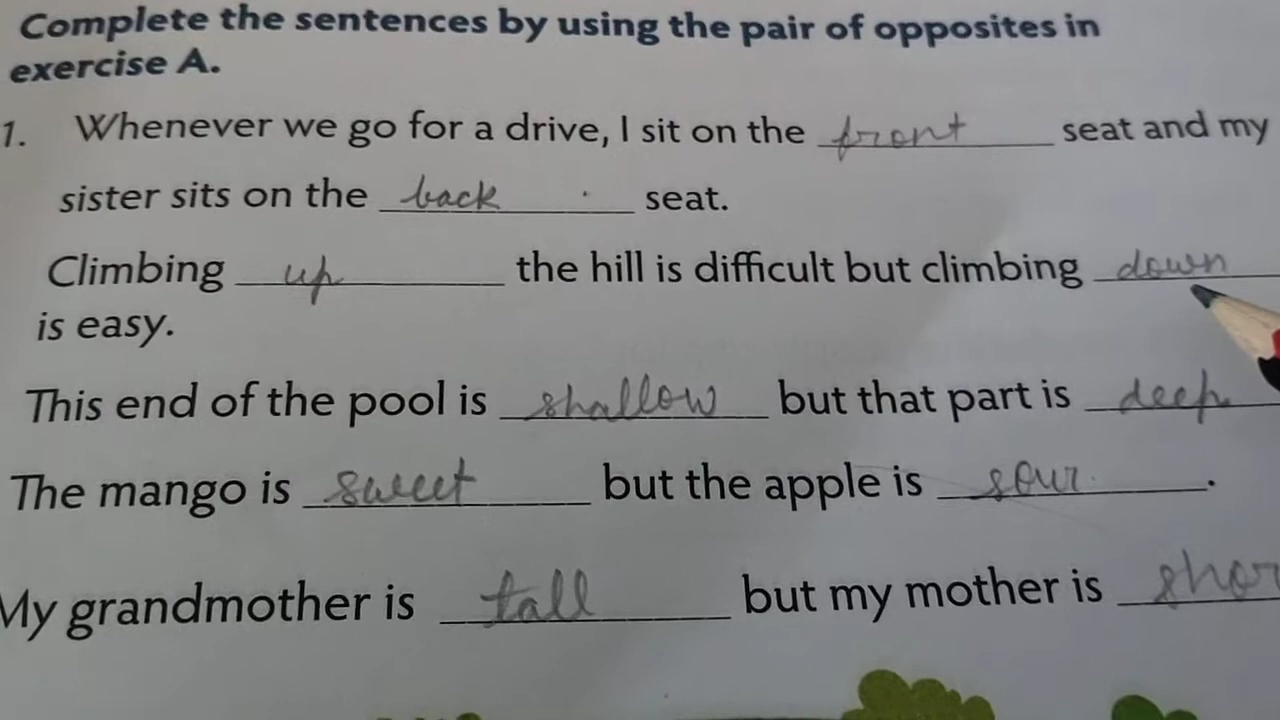 Complete the sentences by using the pair of opposites in
exercise A.
1. Whenever we go for a drive, I sit on the front seat and my
sister sits on the back seat.
Climbing up the hill is difficult but climbing down
is easy.
This end of the pool is shallow but that part is deep
The mango is sweet but the apple is sour.
My grandmother is tall but my mother is shor